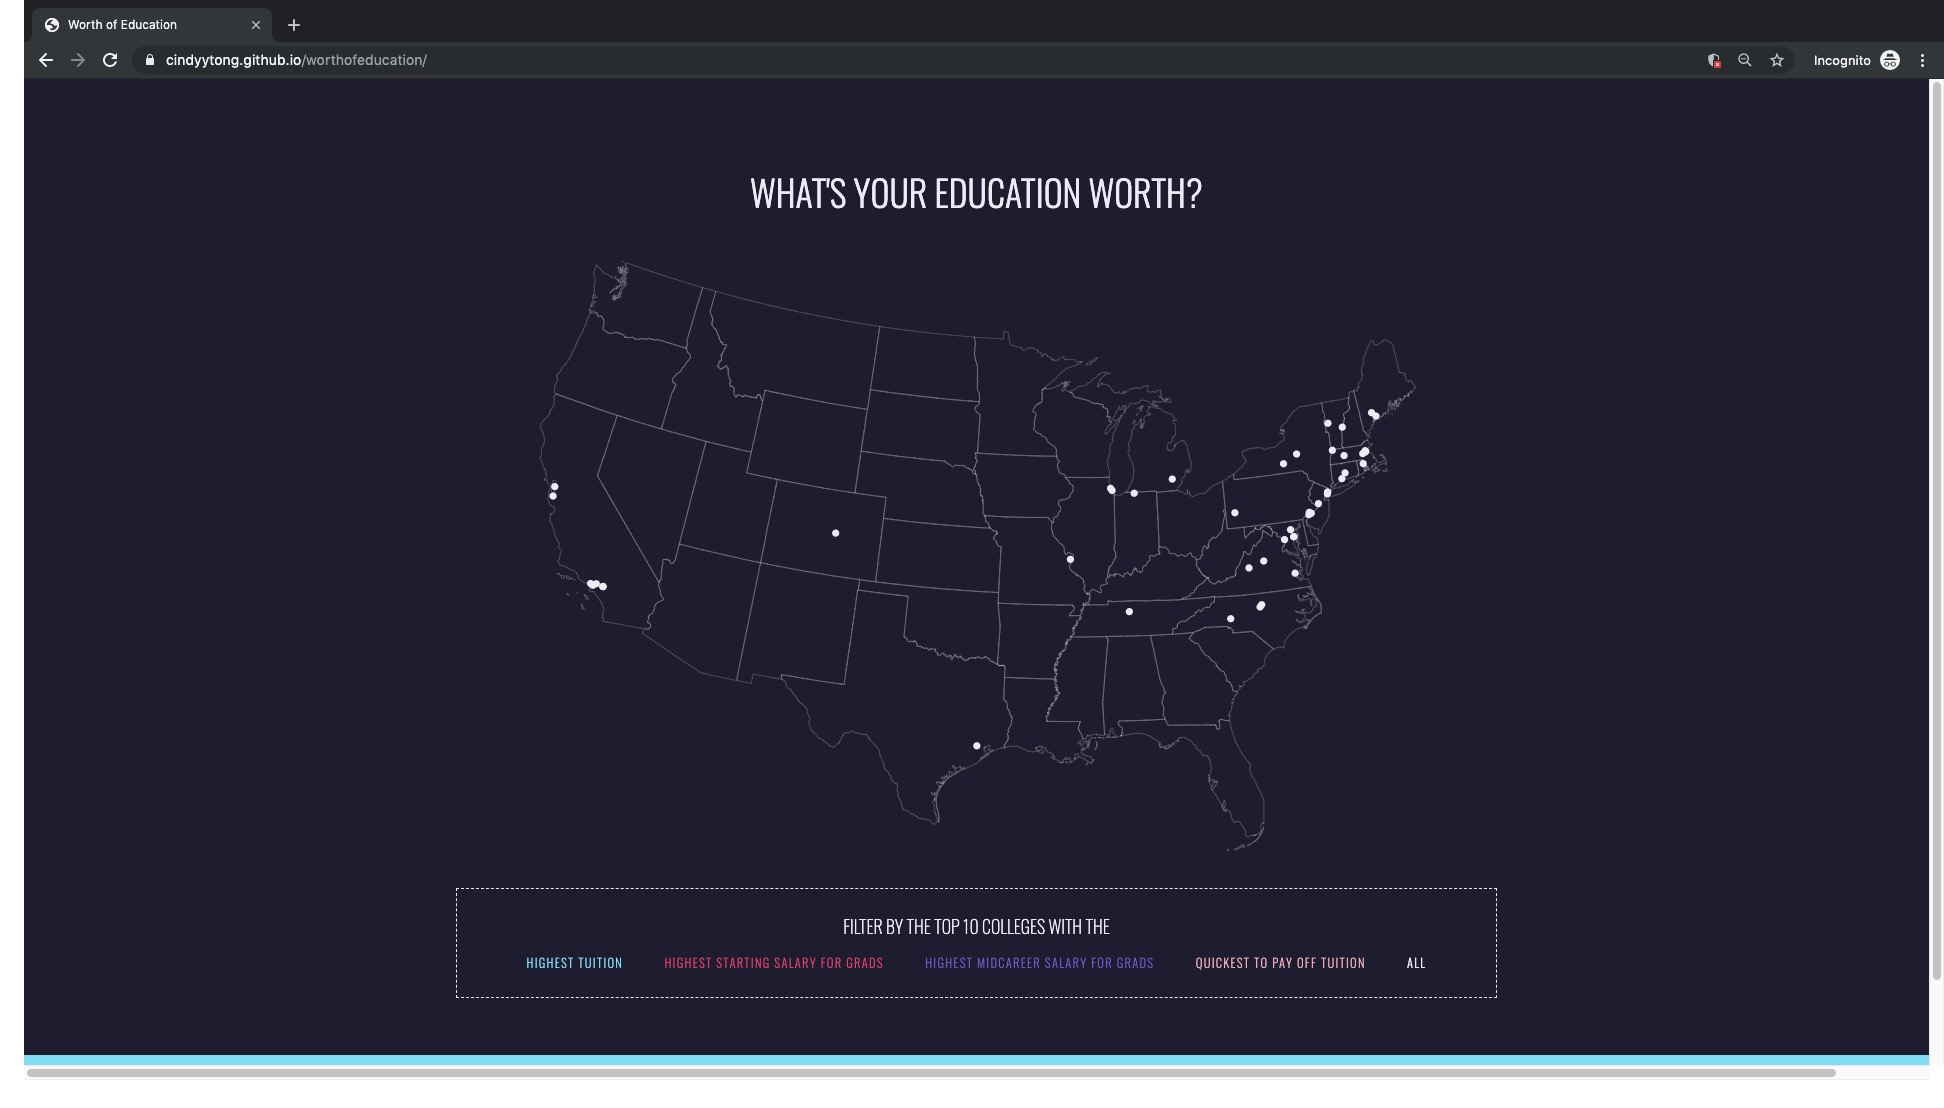 Worth of Education
cindyytong.github.io/worthofeducation/
Incognito
WHAT'S YOUR EDUCATION WORTH?
FILTER BY THE TOP 10 COLLEGES WITH THE
HIGHEST TUITION HIGHEST STARTING SALARY FOR GRADS HIGHEST MIDCAREER SALARY FOR GRADS QUICKEST TO PAY OFF TUITION ALL